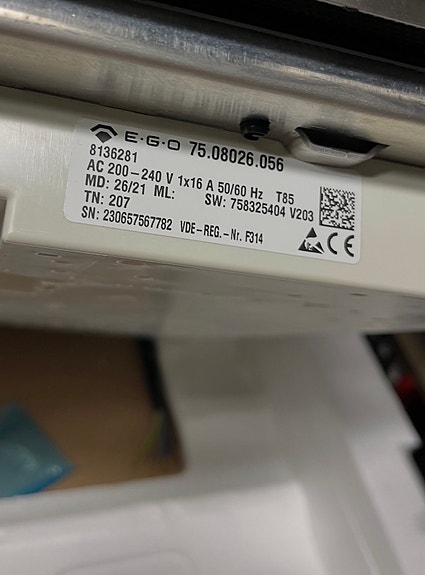 E·G·O 75.08026.056
8136281
AC 200-240 V 1x16 A 50/60 Hz T85
MD: 26/21 ML: SW: 758325404 V203
TN: 207
SN: 230657567782 VDE-REG.-Nr. F314
CE